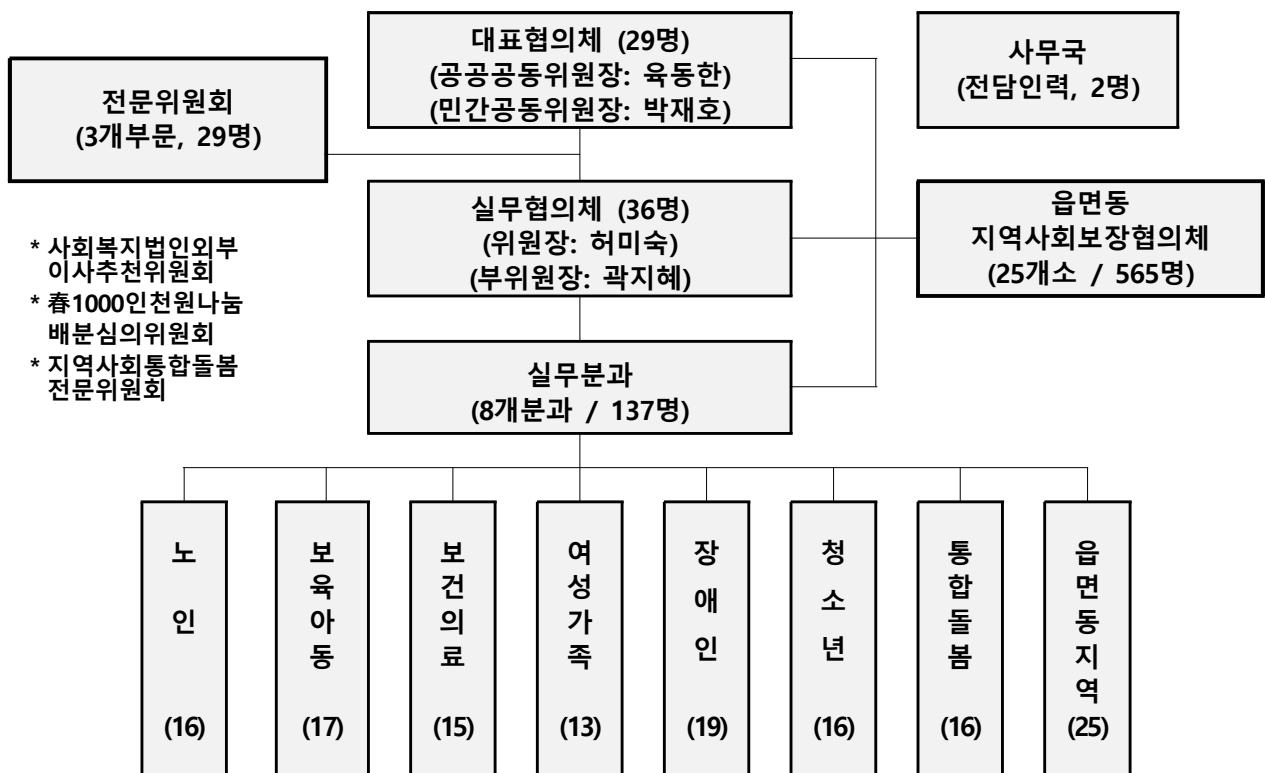 대표협의체 (29명)
(공공공동위원장: 육동한)
(민간공동위원장: 박재호)
사무국
(전담인력, 2명)
전문위원회
(3개부문, 29명)
실무협의체 (36명)
(위원장: 허미숙)
(부위원장: 곽지혜)
읍면동
지역사회보장협의체
(25개소 / 565명)
* 사회복지법인외부
이사추천위원회
* 春1000인천원나눔
배분심의위원회
* 지역사회통합돌봄
전문위원회
실무분과
(8개분과 / 137명)
노인
(16)
보육아동
(17)
보건의료
(15)
여성가족
(13)
장애인
(19)
청소년
(16)
통합돌봄
(16)
읍면동지역
(25)